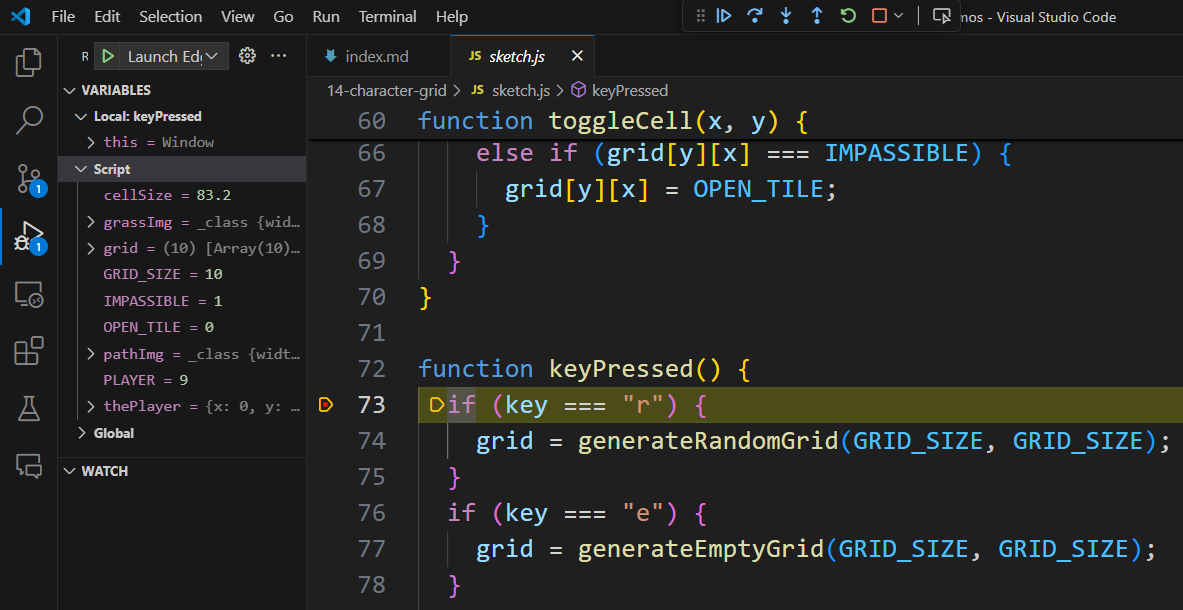 File Edit Selection View Go Run Terminal Help
mos - Visual Studio Code
R Launch Ed
index.md
JS sketch.js
VARIABLES
Local: keyPressed
this = Window
Script
cellSize = 83.2
grassImg = _class {wid…
grid = (10) [Array(10)…
GRID_SIZE = 10
IMPASSIBLE = 1
OPEN_TILE = 0
pathImg = _class {widt…
PLAYER = 9
thePlayer = {x: 0, y: …
Global
WATCH
1
1
14-character-grid > JS sketch.js > keyPressed
60 function toggleCell(x, y) {
66 else if (grid[y][x] === IMPASSIBLE) {
67 grid[y][x] = OPEN_TILE;
68 }
69 }
70 }
71
72 function keyPressed() {
73 if (key === "r") {
74 grid = generateRandomGrid(GRID_SIZE, GRID_SIZE);
75 }
76 if (key === "e") {
77 grid = generateEmptyGrid(GRID_SIZE, GRID_SIZE);
78 }